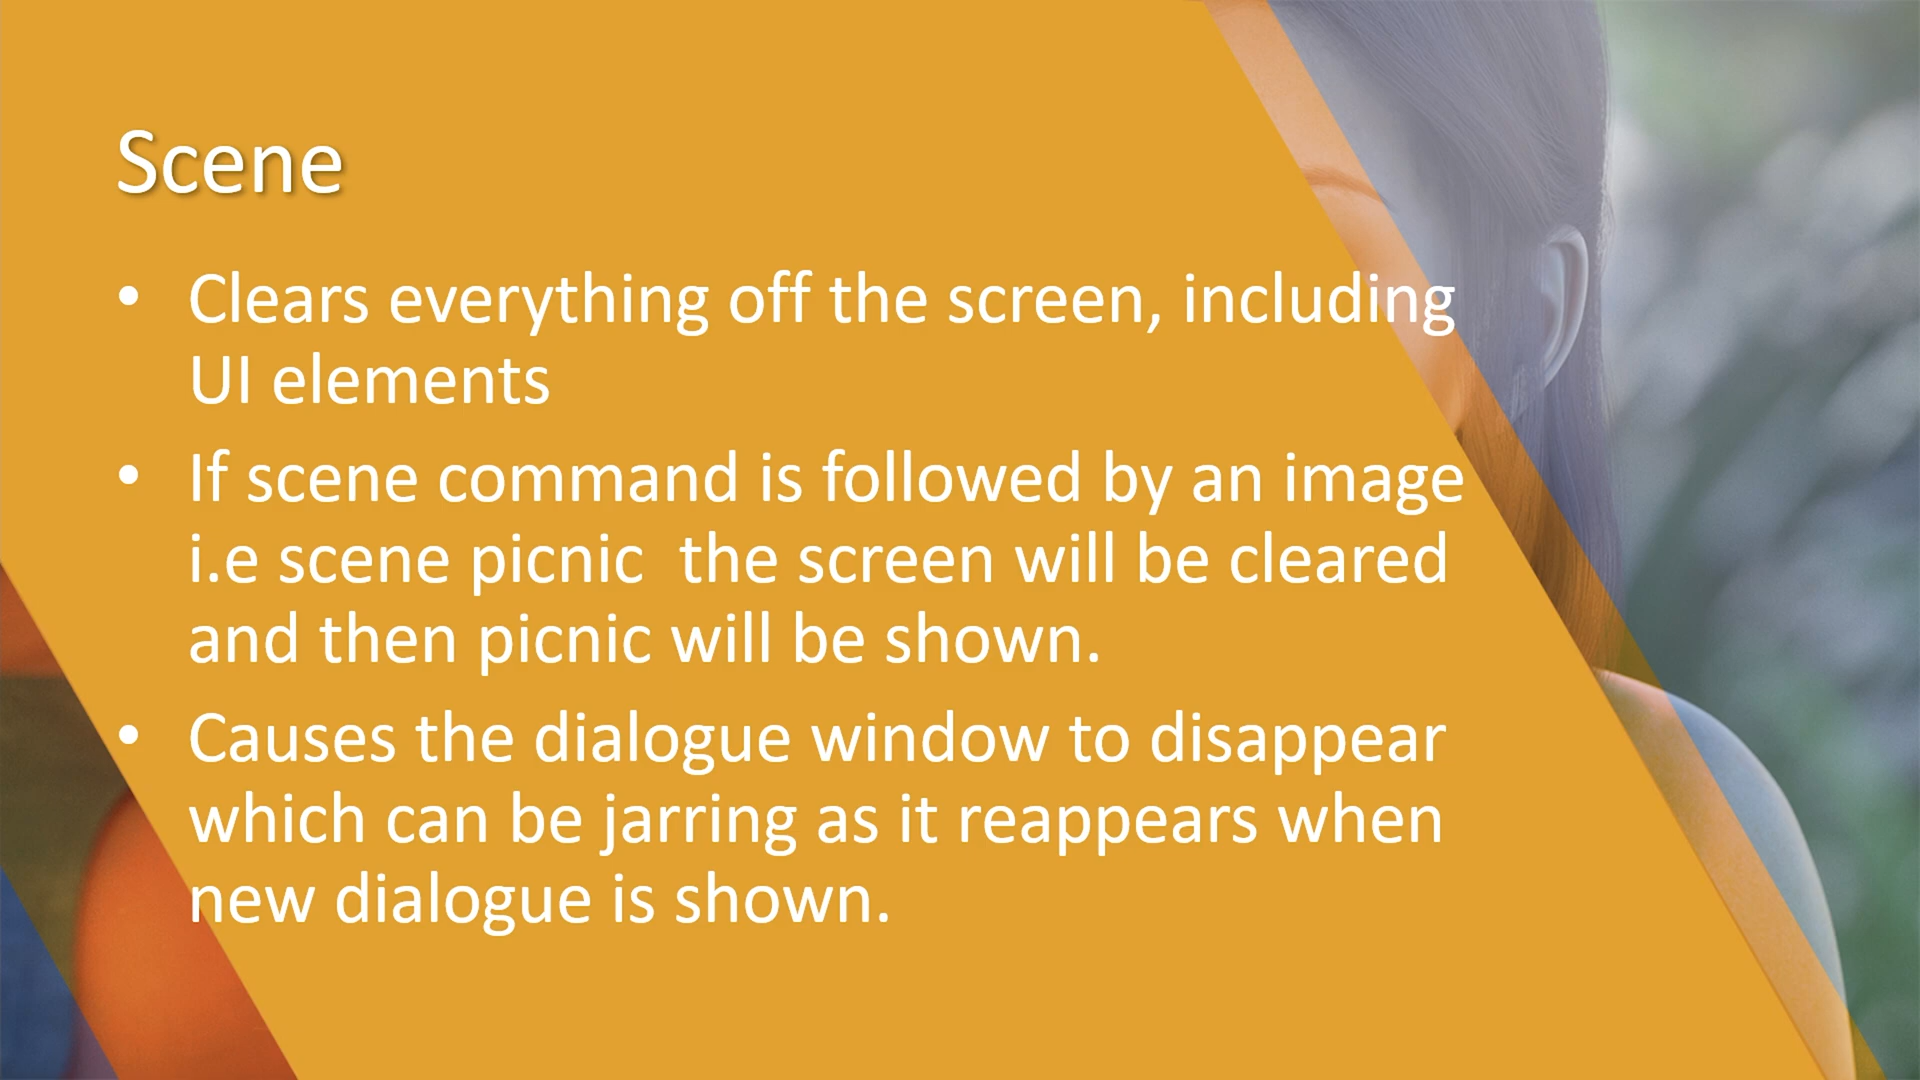 Scene
• Clears everything off the screen, including
UI elements
• If scene command is followed by an image
i.e scene picnic  the screen will be cleared
and then picnic will be shown.
• Causes the dialogue window to disappear
which can be jarring as it reappears when
new dialogue is shown.